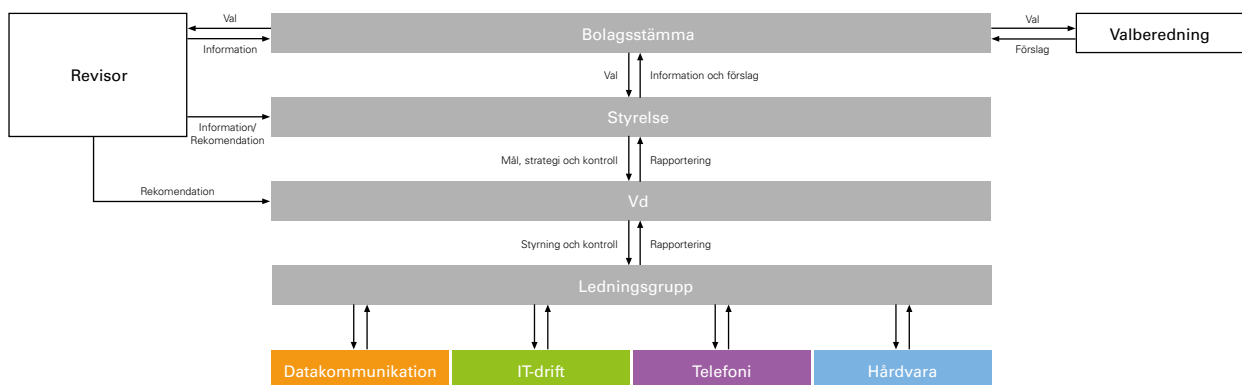 Val
Bolagsstämma
Val
Revisor
Information
Förslag
Valberedning
Val
Information och förslag
Information/
Rekomendation
Styrelse
Mål, strategi och kontroll
Rapportering
Rekomendation
Vd
Styrning och kontroll
Rapportering
Ledningsgrupp
Datakommunikation
IT-drift
Telefoni
Hårdvara